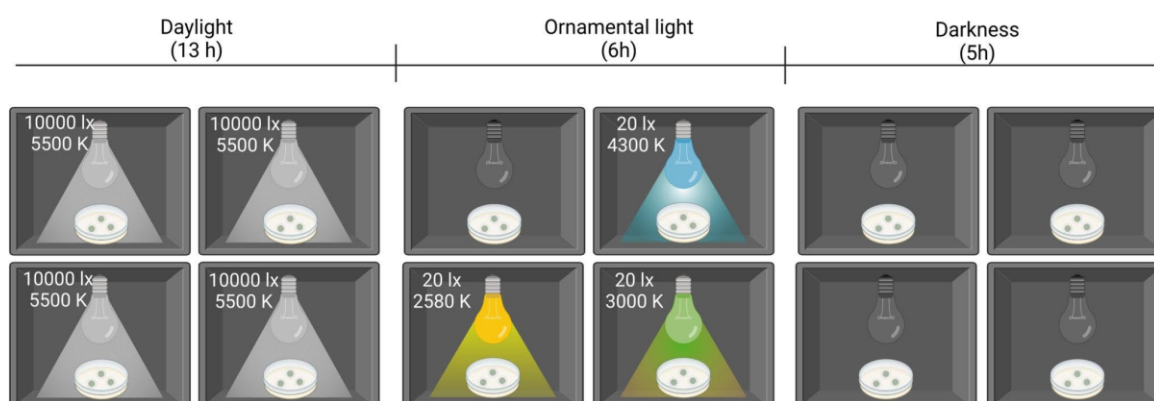 Daylight
(13 h)
Ornamental light
(6h)
Darkness
(5h)
10000 lx
5500 K
10000 lx
5500 K
20 lx
4300 K
10000 lx
5500 K
10000 lx
5500 K
20 lx
2580 K
20 lx
3000 K